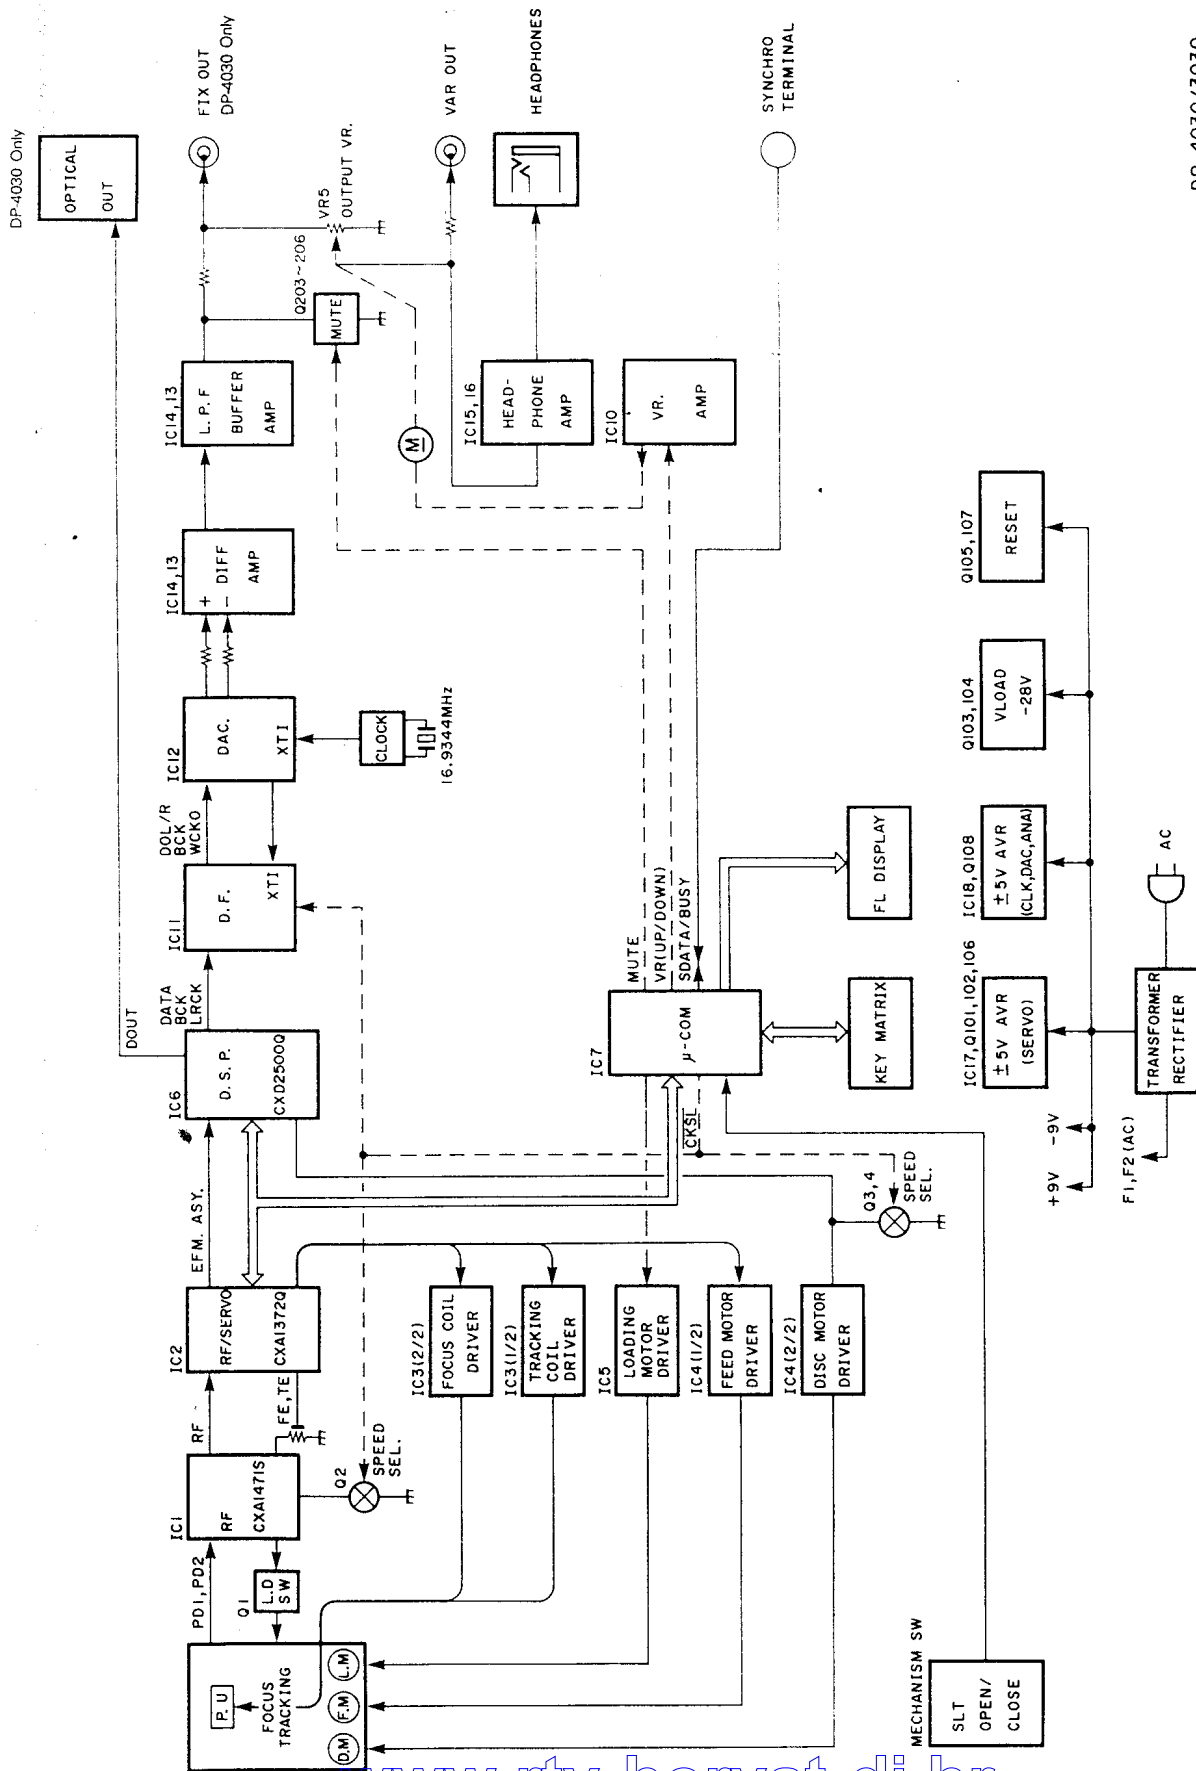 DP-4030 Only
OPTICAL
OUT
FIX OUT
DP-4030 Only
VR5
OUTPUT VR.
VAR OUT
HEADPHONES
SYNCHRO
TERMINAL
DOUT
IC14,13
L. P. F
BUFFER
AMP
Q203~206
MUTE
M
IC15,16
HEAD-
PHONE
AMP
IC10
VR.
AMP
IC14,13
+
-
DIFF
AMP
IC12
DAC.
XTI
CLOCK
16.9344MHz
DOL/R
BCK
WCKO
IC11
D.F.
XTI
DATA
BCK
LRCK
IC6
D. S. P.
CXD2500Q
EFM. ASY.
IC2
RF/SERVO
CXA1372Q
RF
FE,TE
IC1
RF
CXA1471S
PD1,PD2
Q1
L.D
SW
Q2
SPEED
SEL.
P.U
FOCUS
TRACKING
D.M
F.M
L.M
IC3(2/2)
FOCUS COIL
DRIVER
IC3(1/2)
TRACKING
COIL
DRIVER
IC5
LOADING
MOTOR
DRIVER
IC4(1/2)
FEED MOTOR
DRIVER
IC4(2/2)
DISC MOTOR
DRIVER
Q3,4
SPEED
SEL.
IC7
μ-COM
CKSL
MUTE
VR(UP/DOWN)
SDATA/BUSY
KEY MATRIX
FL DISPLAY
MECHANISM SW
SLT
OPEN/
CLOSE
IC17,Q101,102,106
±5V AVR
(SERVO)
IC18,Q108
±5V AVR
(CLK,DAC,ANA)
Q103,104
VLOAD
-28V
Q105,107
RESET
+9V
-9V
F1,F2(AC)
TRANSFORMER
RECTIFIER
AC